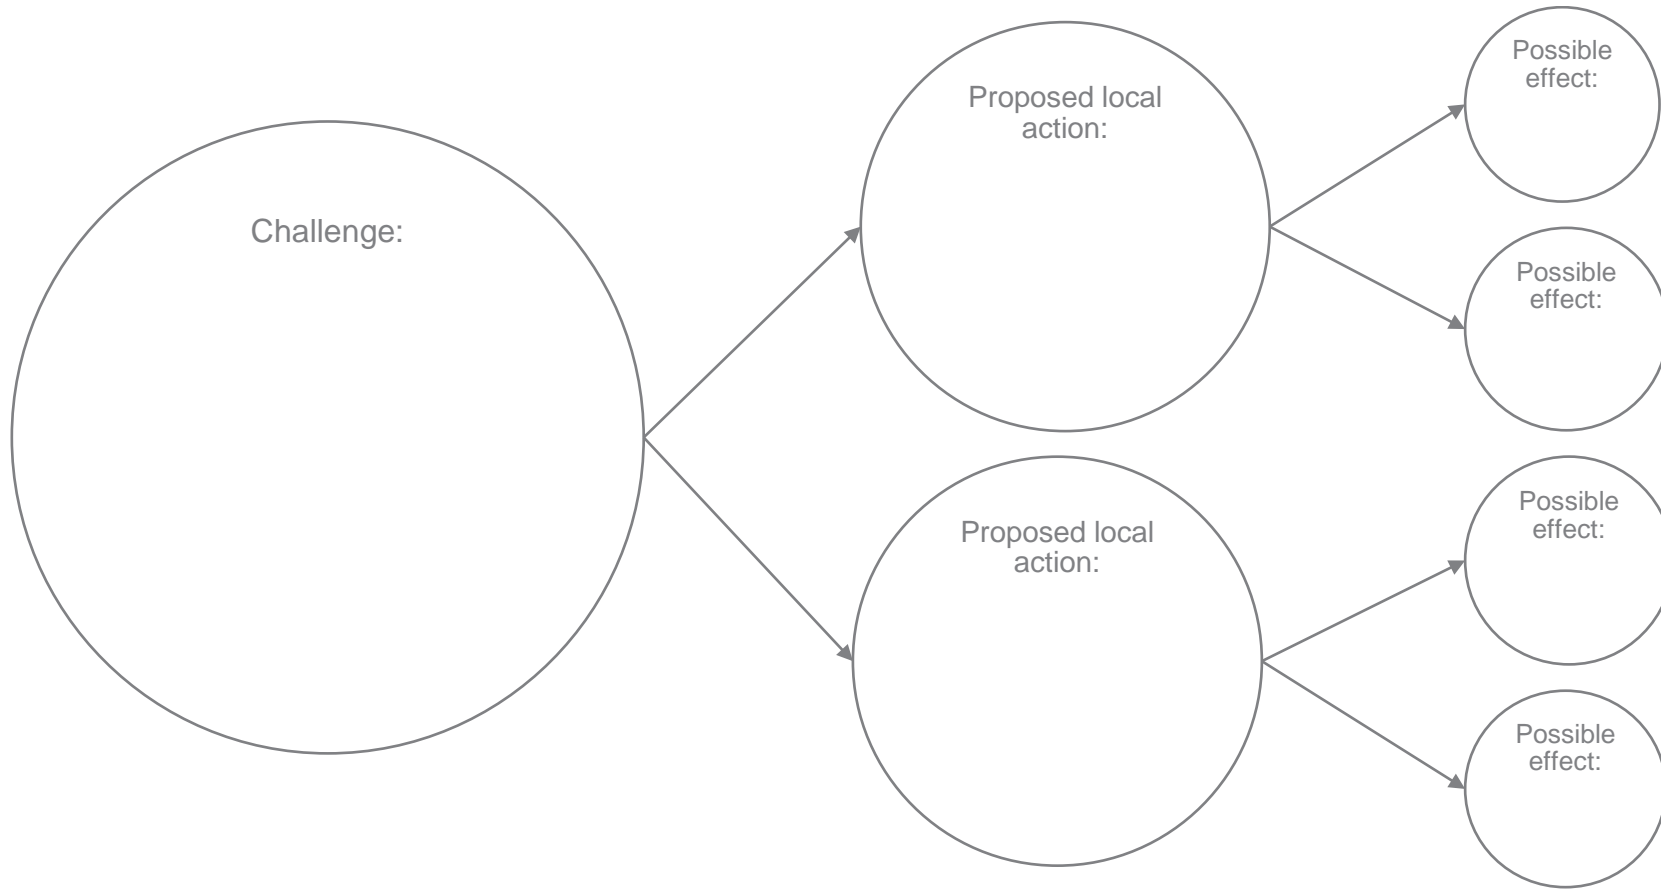 Challenge:
Proposed local
action:
Possible
effect:
Possible
effect:
Proposed local
action:
Possible
effect:
Possible
effect: